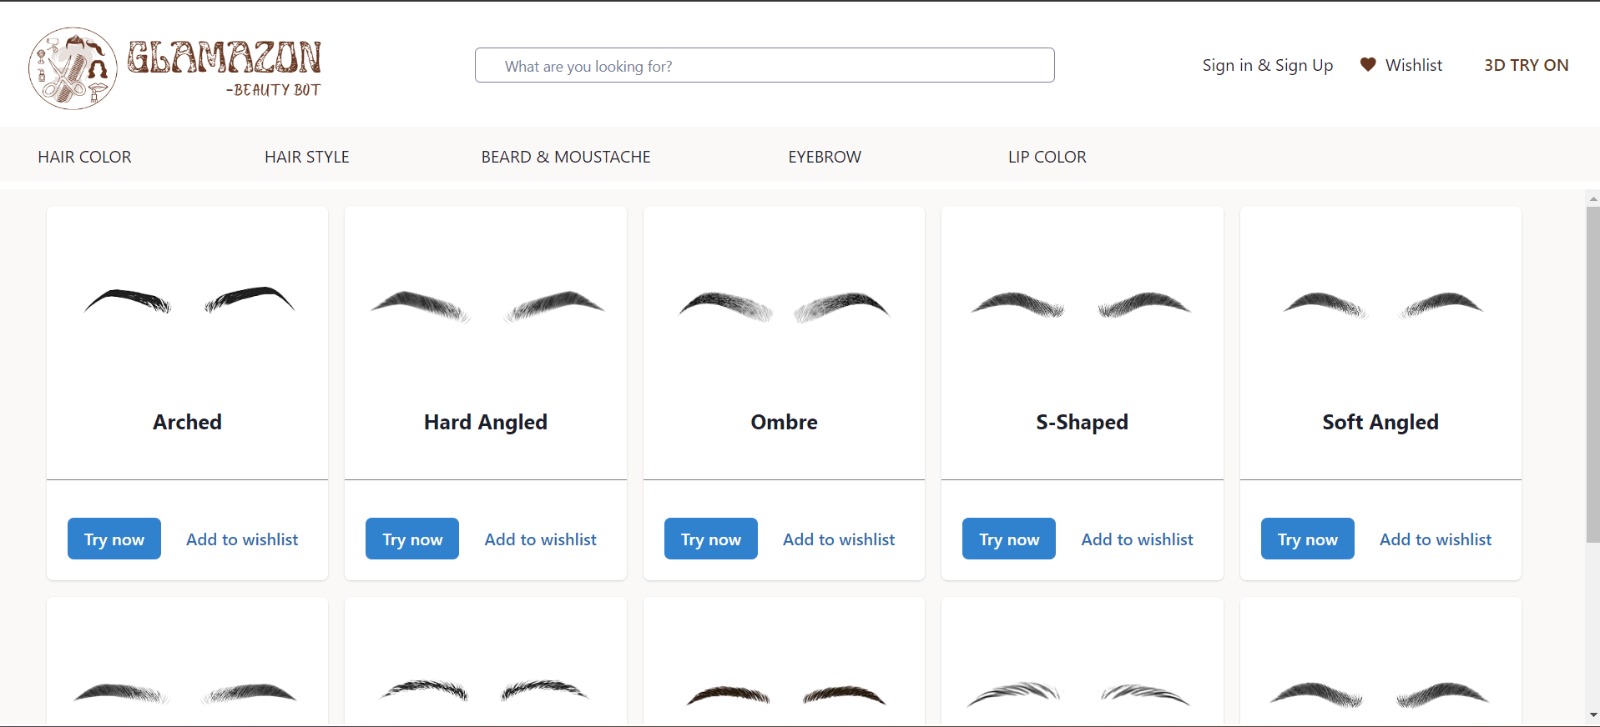 GLAMAZON
-BEAUTY BOT
What are you looking for?
Sign in & Sign Up
Wishlist
3D TRY ON
HAIR COLOR
HAIR STYLE
BEARD & MOUSTACHE
EYEBROW
LIP COLOR
Arched
Hard Angled
Ombre
S-Shaped
Soft Angled
Try now
Add to wishlist
Try now
Add to wishlist
Try now
Add to wishlist
Try now
Add to wishlist
Try now
Add to wishlist